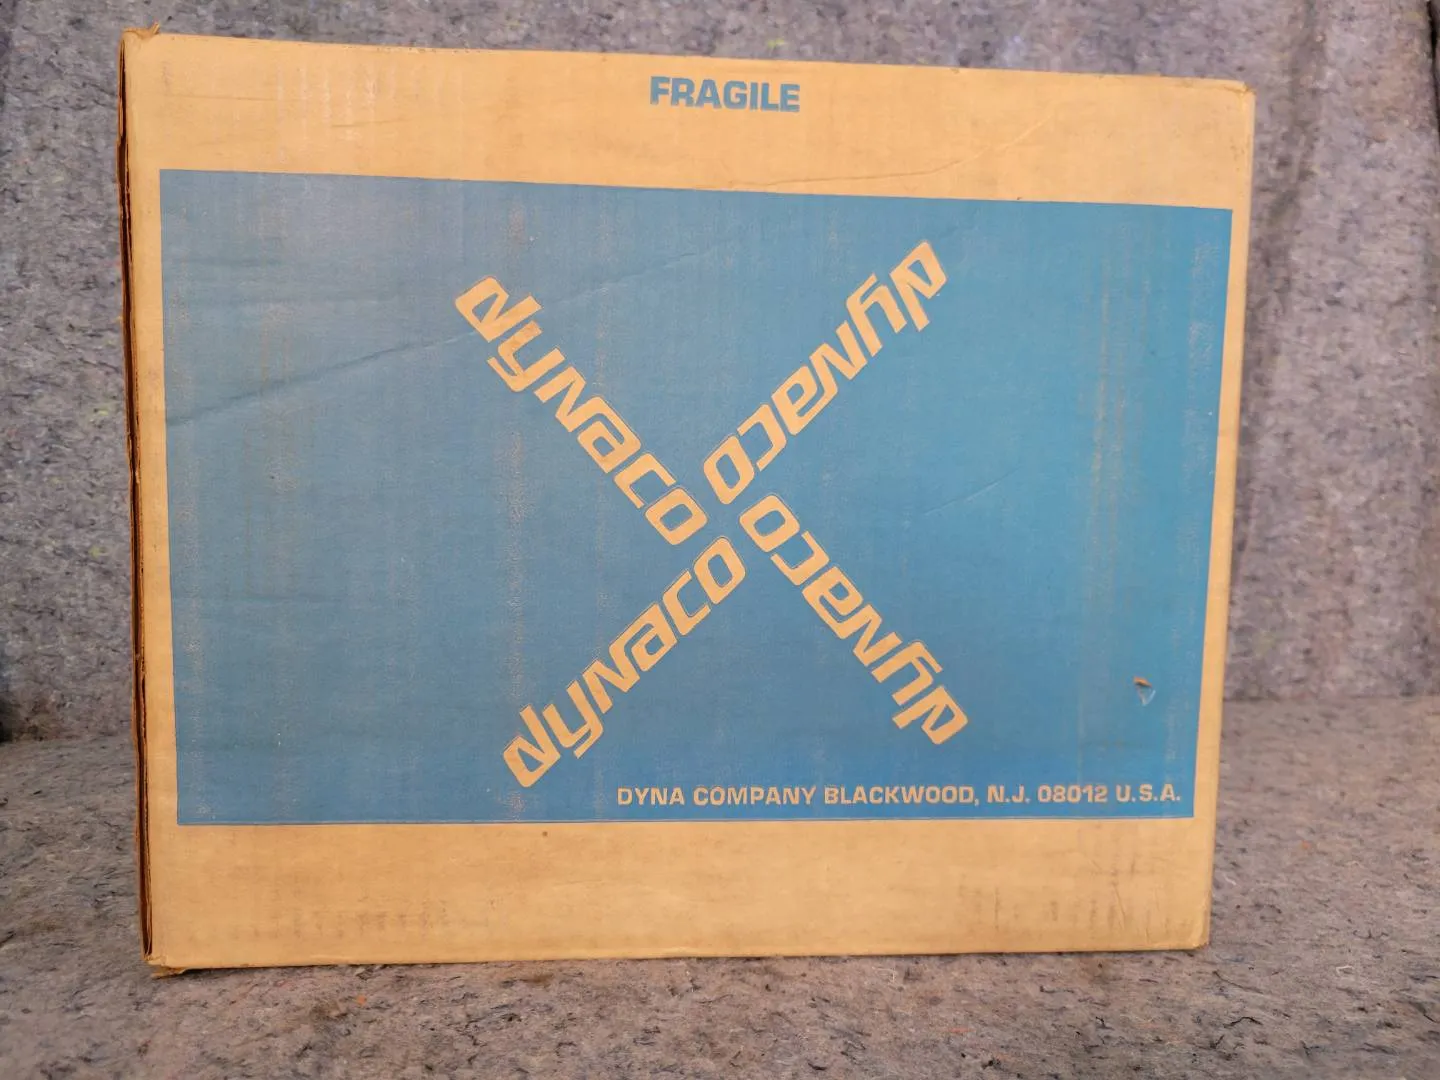 FRAGILE
dynaco
dynaco
dynaco
dynaco
DYNA COMPANY BLACKWOOD, N.J. 08012 U.S.A.